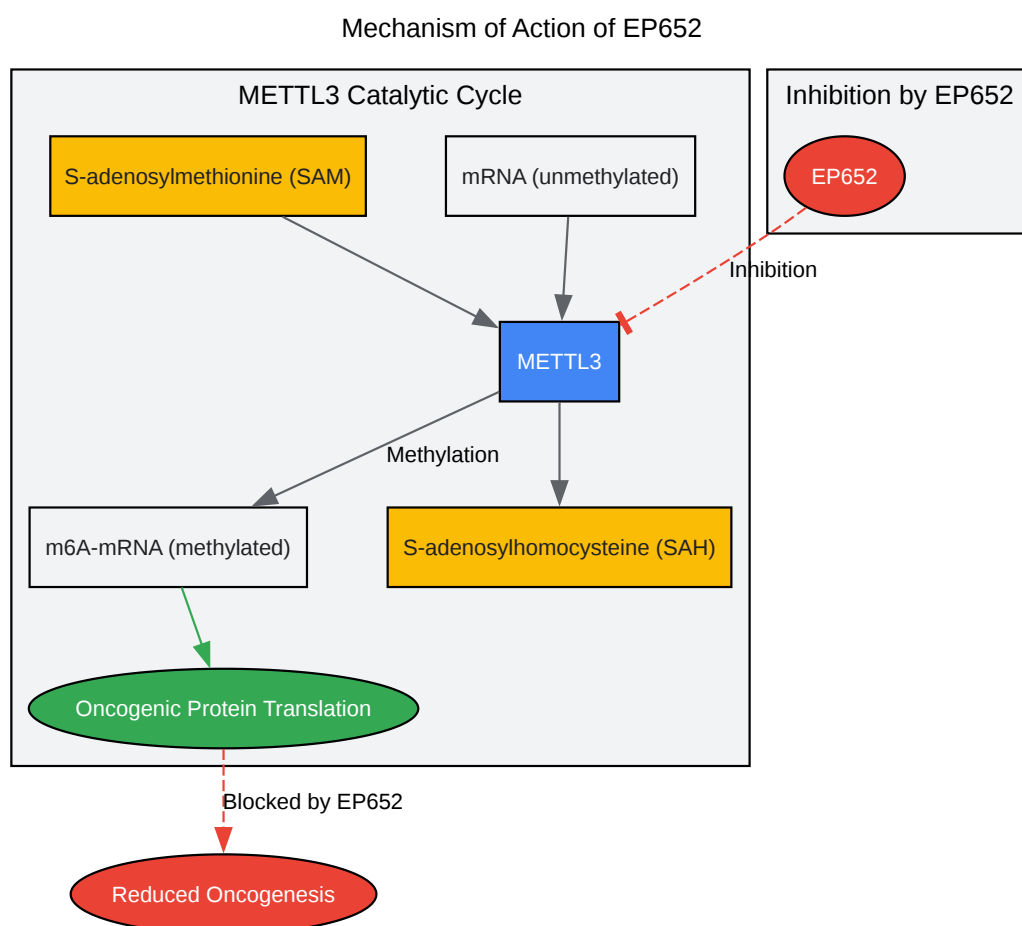 Mechanism of Action of EP652
METTL3 Catalytic Cycle
Inhibition by EP652
S-adenosylmethionine (SAM)
mRNA (unmethylated)
EP652
Inhibition
METTL3
Methylation
m6A-mRNA (methylated)
S-adenosylhomocysteine (SAH)
Oncogenic Protein Translation
Blocked by EP652
Reduced Oncogenesis